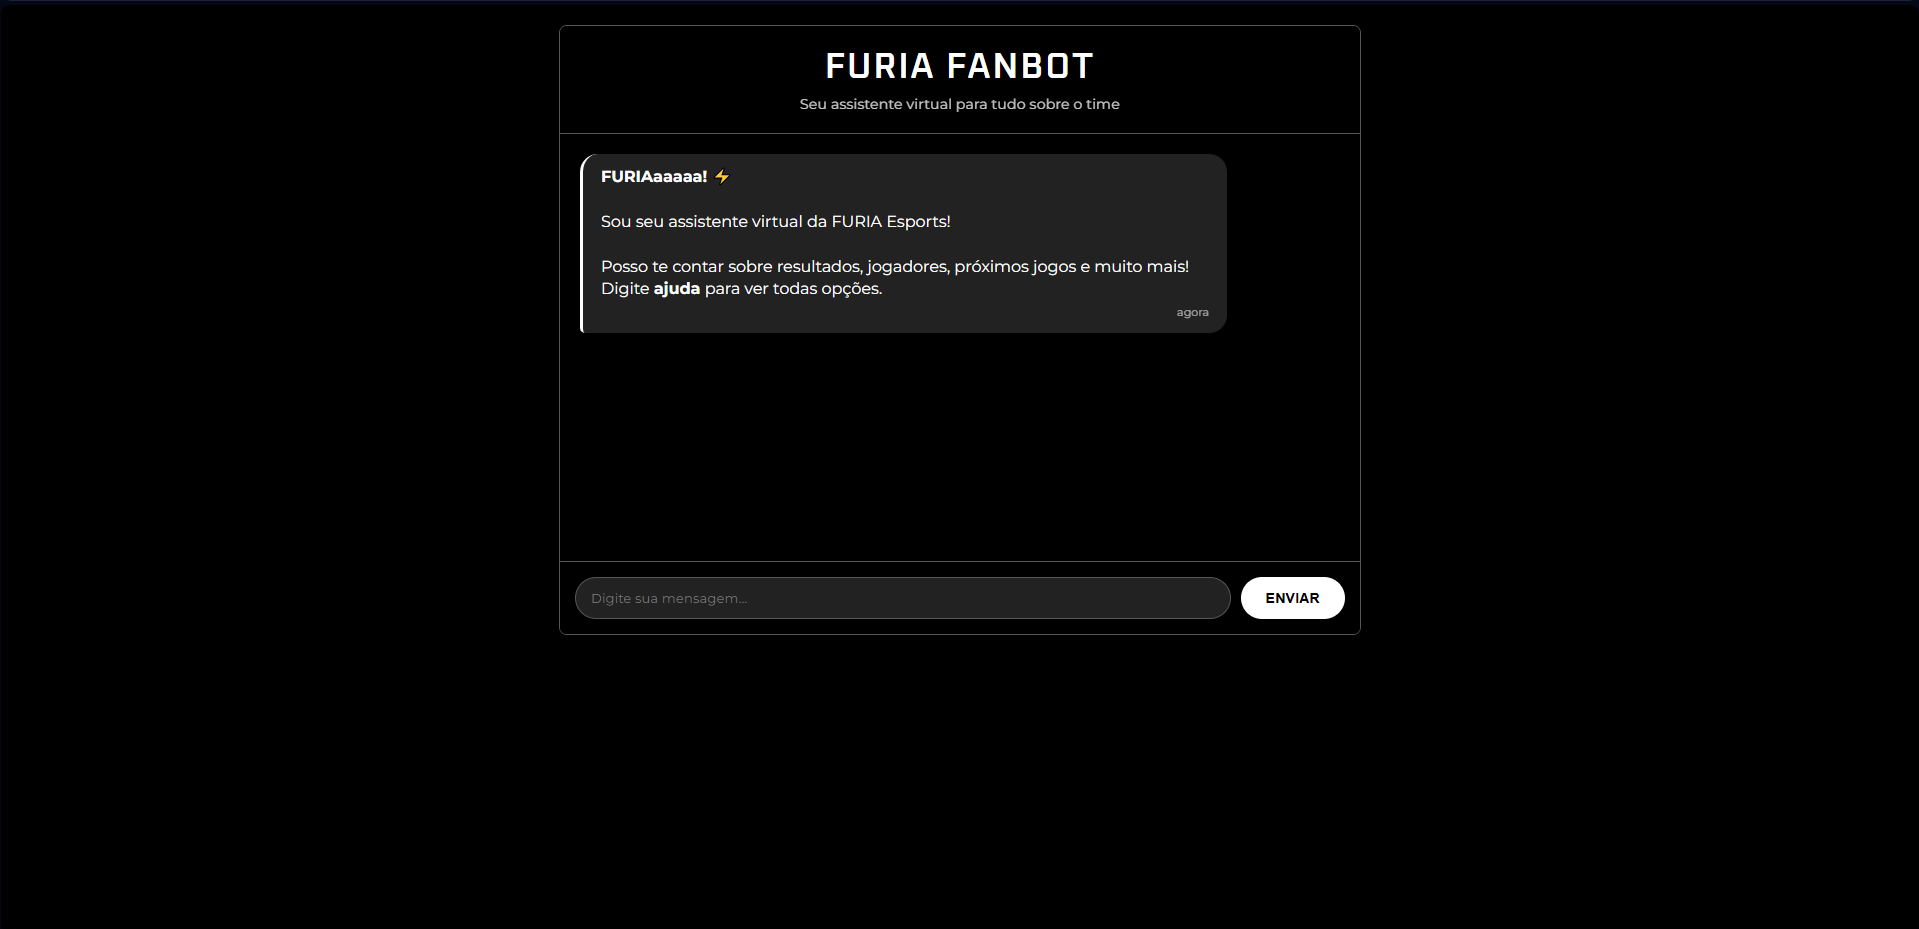 FURIA FANBOT
Seu assistente virtual para tudo sobre o time
FURIAaaaaa! ⚡
Sou seu assistente virtual da FURIA Esports!
Posso te contar sobre resultados, jogadores, próximos jogos e muito mais!
Digite ajuda para ver todas opções.
agora
Digite sua mensagem...
ENVIAR